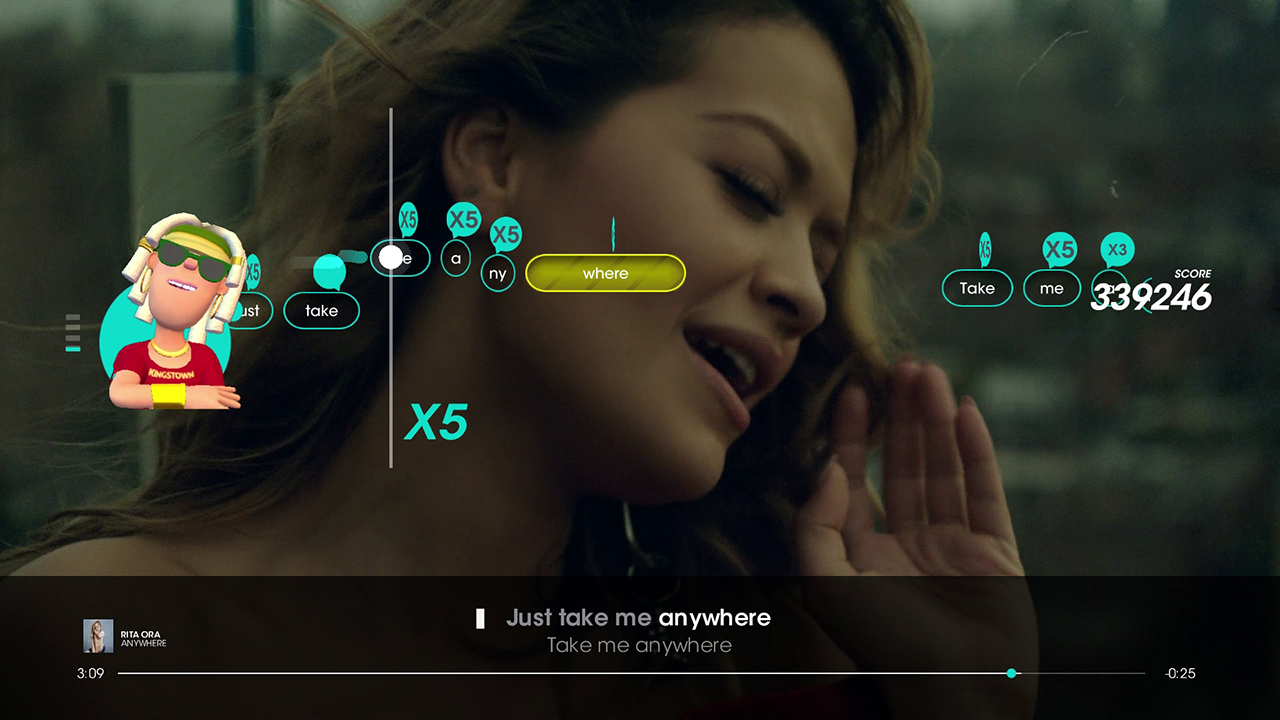 X5
X5
X5
X5
X5
X5
X3
ust
take
e
a
ny
where
Take
me
a
SCORE
339246
KINGSTOWN
X5
Just take me anywhere
Take me anywhere
RITA ORA
ANYWHERE
3:09
-0:25